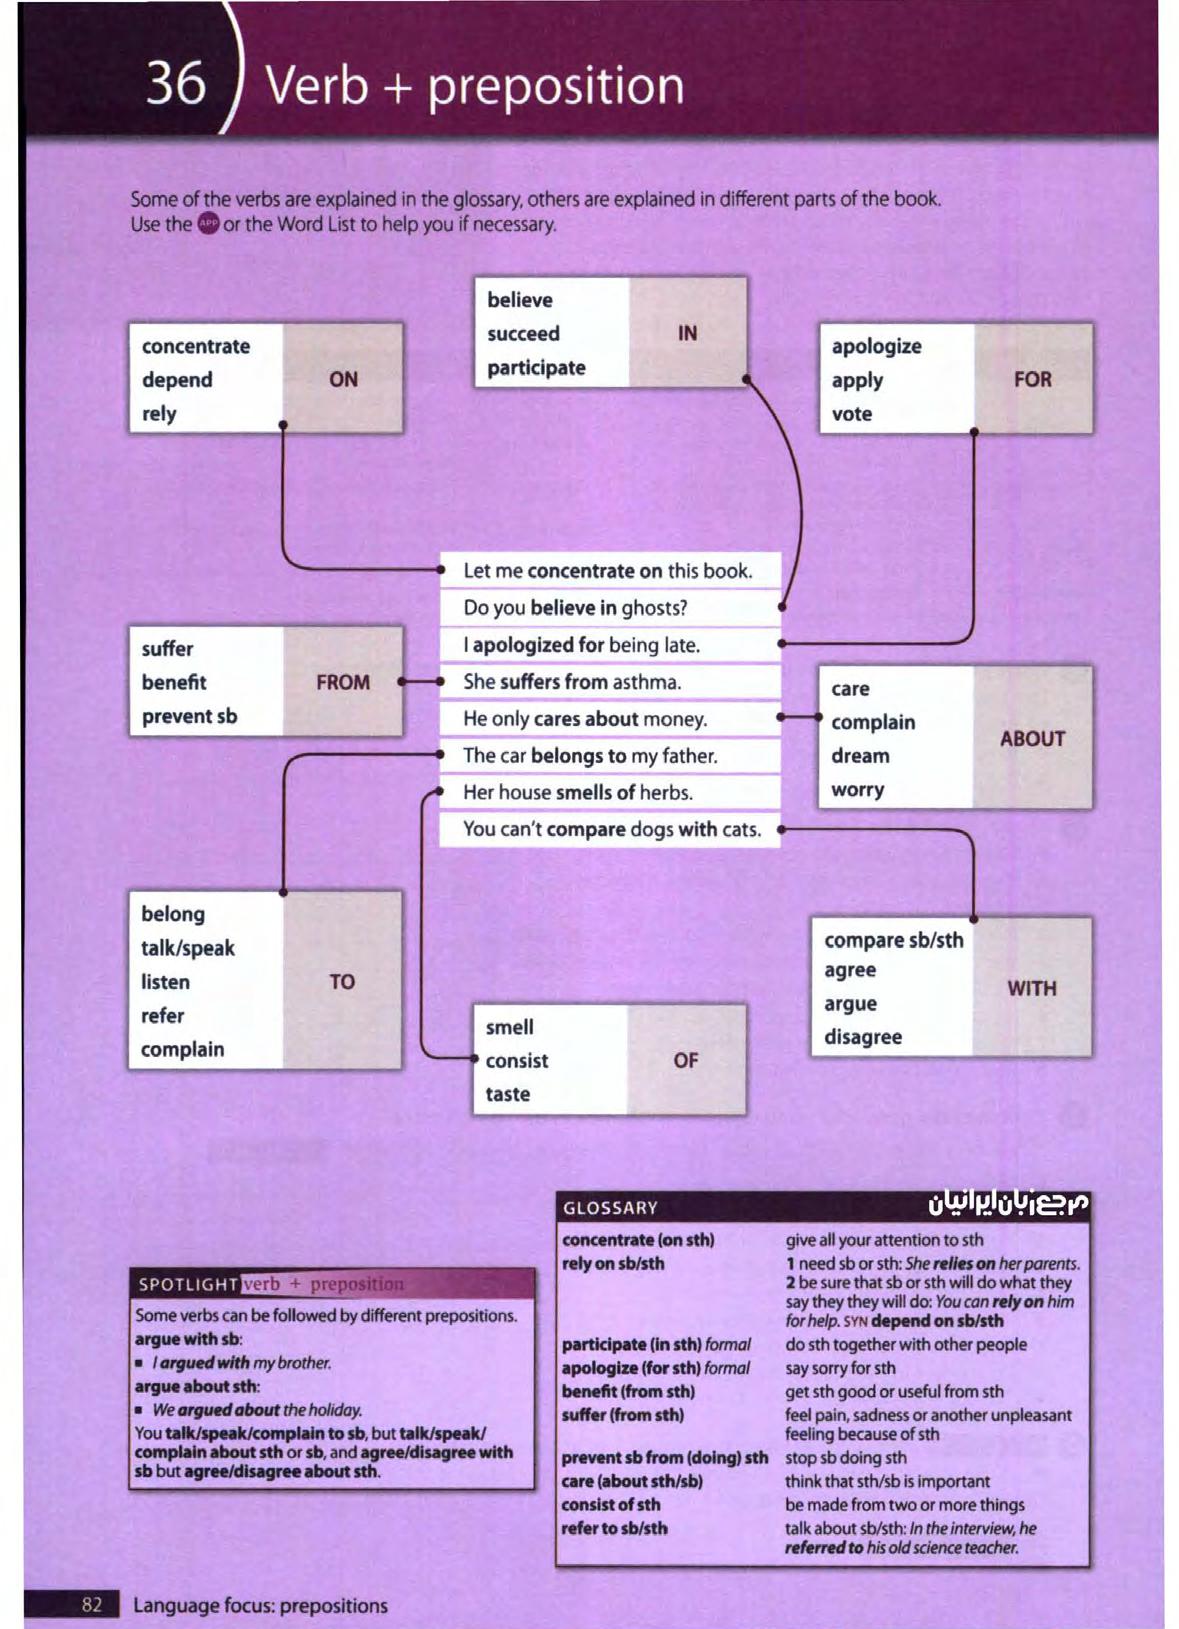 36 Verb + preposition
Some of the verbs are explained in the glossary, others are explained in different parts of the book.
Use the APP or the Word List to help you if necessary.
believe
succeed
participate
IN
concentrate
depend
rely
ON
apologize
apply
vote
FOR
Let me concentrate on this book.
Do you believe in ghosts?
I apologized for being late.
She suffers from asthma.
He only cares about money.
The car belongs to my father.
Her house smells of herbs.
You can't compare dogs with cats.
suffer
benefit
prevent sb
FROM
care
complain
dream
worry
ABOUT
belong
talk/speak
listen
refer
complain
TO
compare sb/sth
agree
argue
disagree
WITH
smell
consist
taste
OF
SPOTLIGHT verb + preposition
Some verbs can be followed by different prepositions.
argue with sb:
▪ I argued with my brother.
argue about sth:
▪ We argued about the holiday.
You talk/speak/complain to sb, but talk/speak/
complain about sth or sb, and agree/disagree with
sb but agree/disagree about sth.
GLOSSARY مرجع زبان ایرانیان
concentrate (on sth) give all your attention to sth
rely on sb/sth 1 need sb or sth: She relies on her parents.
2 be sure that sb or sth will do what they
say they they will do: You can rely on him
for help. SYN depend on sb/sth
participate (in sth) formal do sth together with other people
apologize (for sth) formal say sorry for sth
benefit (from sth) get sth good or useful from sth
suffer (from sth) feel pain, sadness or another unpleasant
feeling because of sth
prevent sb from (doing) sth stop sb doing sth
care (about sth/sb) think that sth/sb is important
consist of sth be made from two or more things
refer to sb/sth talk about sb/sth: In the interview, he
referred to his old science teacher.
82 Language focus: prepositions